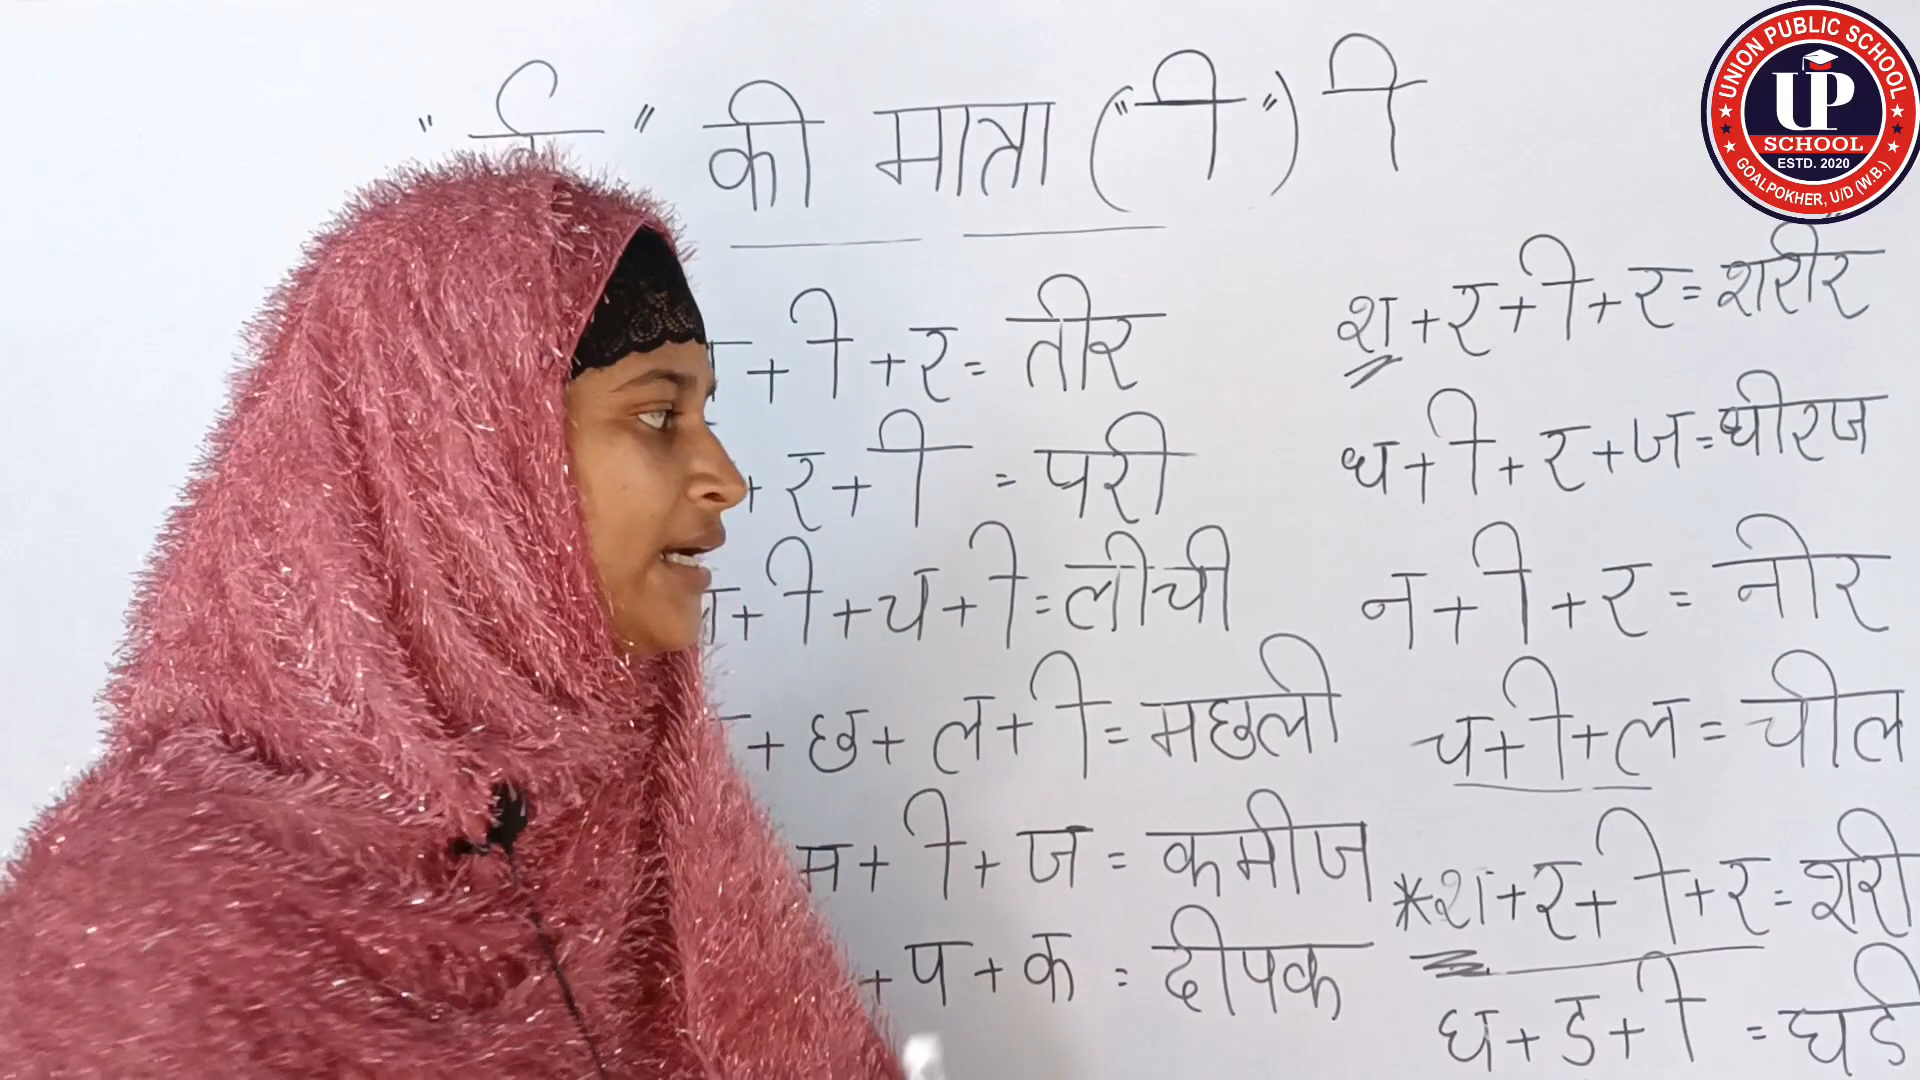 "ई" की मात्रा ("ी") ी
+ ी + र = तीर
+ र + ी = परी
+ ी + च + ी = लीची
+ छ + ल + ी = मछली
म + ी + ज = कमीज
+ प + क = दीपक
श + र + ी + र = शरीर
ध + ी + र + ज = धीरज
न + ी + र = नीर
च + ी + ल = चील
* श + र + ी + र = शरी
घ + ड + ी = घड
UNION PUBLIC SCHOOL
UP
SCHOOL
ESTD. 2020
GOALPOKHER, U/D (W.B.)